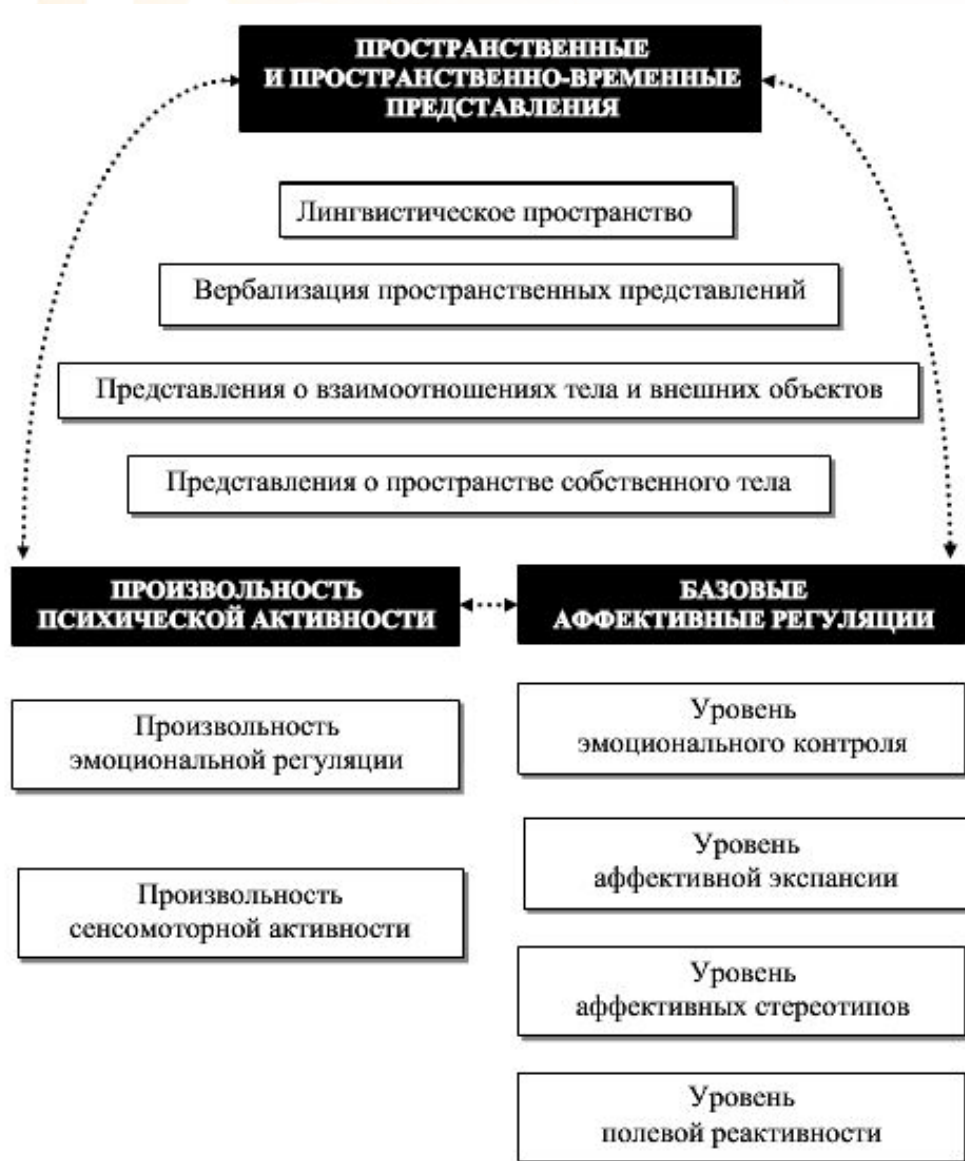 ПРОСТРАНСТВЕННЫЕ
И ПРОСТРАНСТВЕННО-ВРЕМЕННЫЕ
ПРЕДСТАВЛЕНИЯ
Лингвистическое пространство
Вербализация пространственных представлений
Представления о взаимоотношениях тела и внешних объектов
Представления о пространстве собственного тела
ПРОИЗВОЛЬНОСТЬ
ПСИХИЧЕСКОЙ АКТИВНОСТИ
Произвольность
эмоциональной регуляции
Произвольность
сенсомоторной активности
БАЗОВЫЕ
АФФЕКТИВНЫЕ РЕГУЛЯЦИИ
Уровень
эмоционального контроля
Уровень
аффективной экспансии
Уровень
аффективных стереотипов
Уровень
полевой реактивности